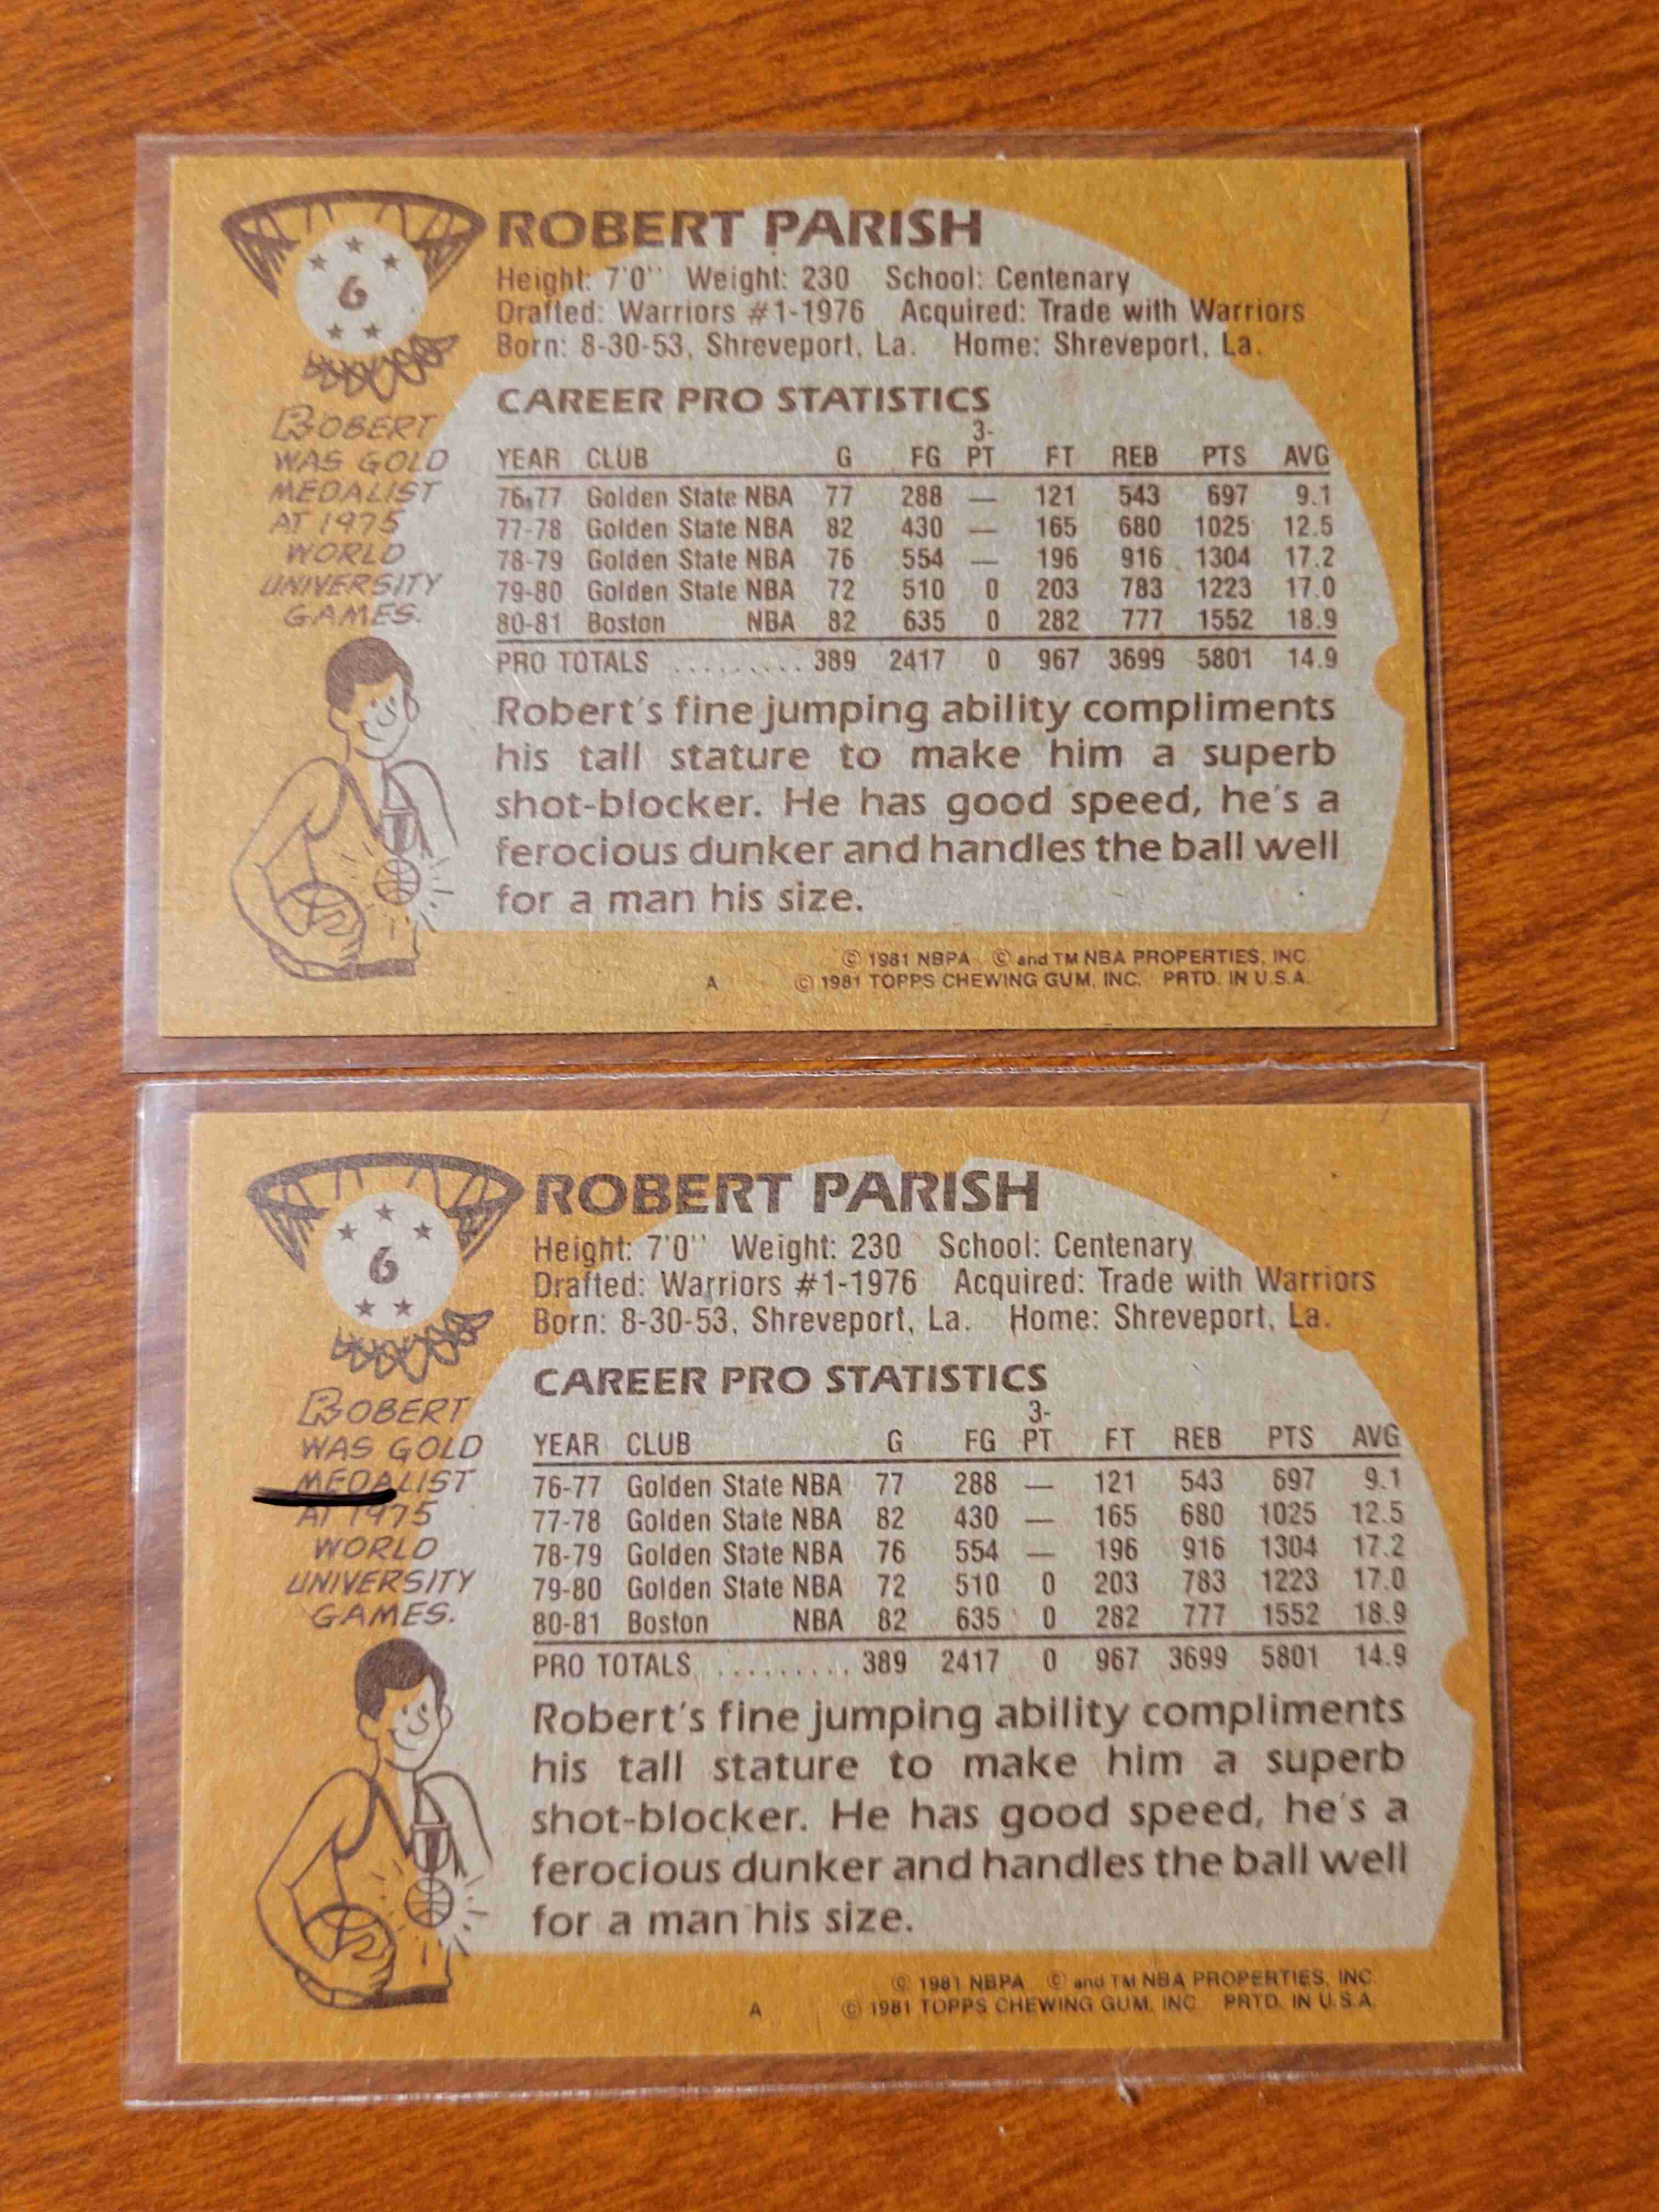 6
ROBERT PARISH
Height: 7'0'' Weight: 230 School: Centenary
Drafted: Warriors #1-1976 Acquired: Trade with Warriors
Born: 8-30-53, Shreveport, La. Home: Shreveport, La.
ROBERT
WAS GOLD
MEDALIST
AT 1975
WORLD
UNIVERSITY
GAMES.
CAREER PRO STATISTICS
YEAR CLUB G FG 3-PT FT REB PTS AVG
76-77 Golden State NBA 77 288 — 121 543 697 9.1
77-78 Golden State NBA 82 430 — 165 680 1025 12.5
78-79 Golden State NBA 76 554 — 196 916 1304 17.2
79-80 Golden State NBA 72 510 0 203 783 1223 17.0
80-81 Boston NBA 82 635 0 282 777 1552 18.9
PRO TOTALS ......... 389 2417 0 967 3699 5801 14.9
Robert's fine jumping ability compliments
his tall stature to make him a superb
shot-blocker. He has good speed, he's a
ferocious dunker and handles the ball well
for a man his size.
© 1981 NBPA © and TM NBA PROPERTIES, INC.
A © 1981 TOPPS CHEWING GUM, INC. PRTD. IN U.S.A.
6
ROBERT PARISH
Height: 7'0'' Weight: 230 School: Centenary
Drafted: Warriors #1-1976 Acquired: Trade with Warriors
Born: 8-30-53, Shreveport, La. Home: Shreveport, La.
ROBERT
WAS GOLD
MEDALIST
AT 1975
WORLD
UNIVERSITY
GAMES.
CAREER PRO STATISTICS
YEAR CLUB G FG 3-PT FT REB PTS AVG
76-77 Golden State NBA 77 288 — 121 543 697 9.1
77-78 Golden State NBA 82 430 — 165 680 1025 12.5
78-79 Golden State NBA 76 554 — 196 916 1304 17.2
79-80 Golden State NBA 72 510 0 203 783 1223 17.0
80-81 Boston NBA 82 635 0 282 777 1552 18.9
PRO TOTALS ......... 389 2417 0 967 3699 5801 14.9
Robert's fine jumping ability compliments
his tall stature to make him a superb
shot-blocker. He has good speed, he's a
ferocious dunker and handles the ball well
for a man his size.
© 1981 NBPA © and TM NBA PROPERTIES, INC.
A © 1981 TOPPS CHEWING GUM, INC. PRTD. IN U.S.A.